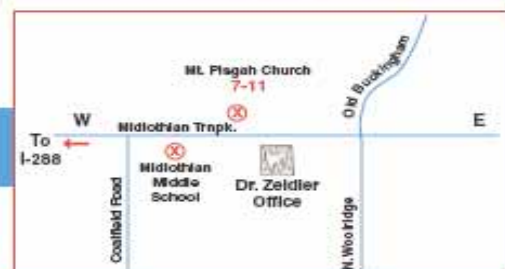 Mt. Pisgah Church
7-11
Old Buckingham
W
E
Midlothian Trnpk.
To
I-288
Midlothian
Middle
School
Dr. Zeidler
Office
Coalfield Road
N. Woolridge